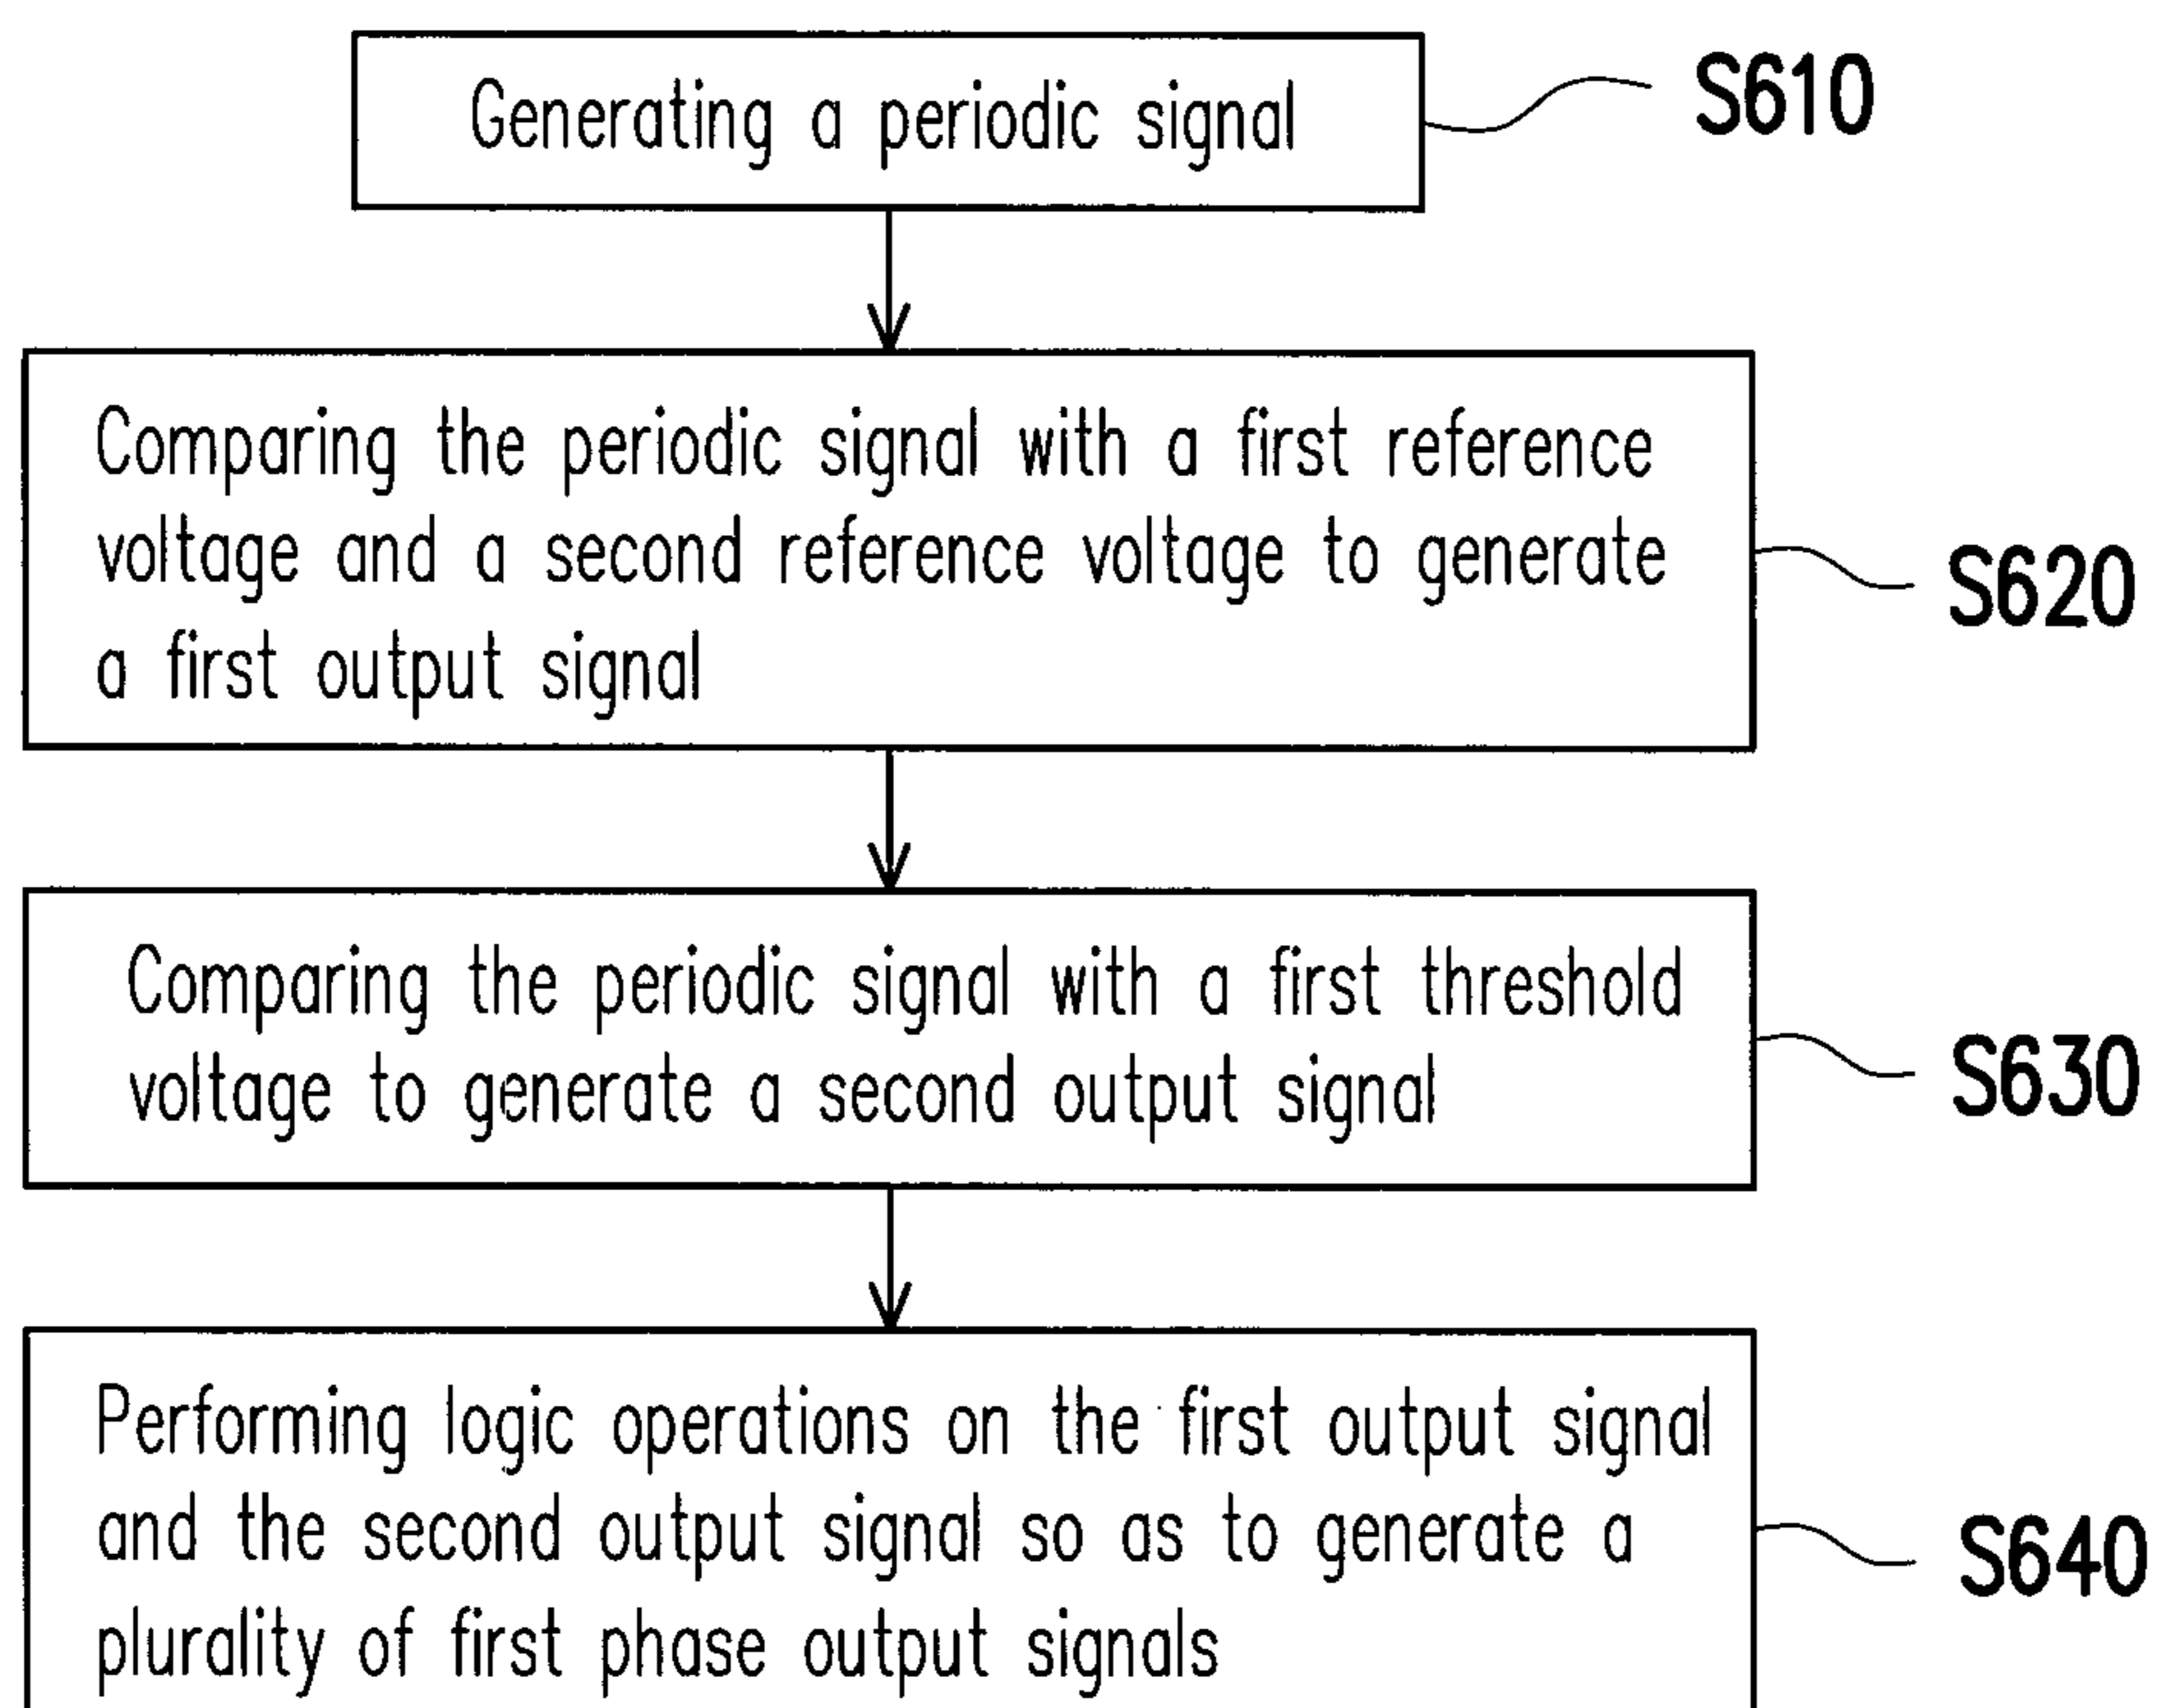 Generating a periodic signal
S610
Comparing the periodic signal with a first reference
voltage and a second reference voltage to generate
a first output signal
S620
Comparing the periodic signal with a first threshold
voltage to generate a second output signal
S630
Performing logic operations on the first output signal
and the second output signal so as to generate a
plurality of first phase output signals
S640